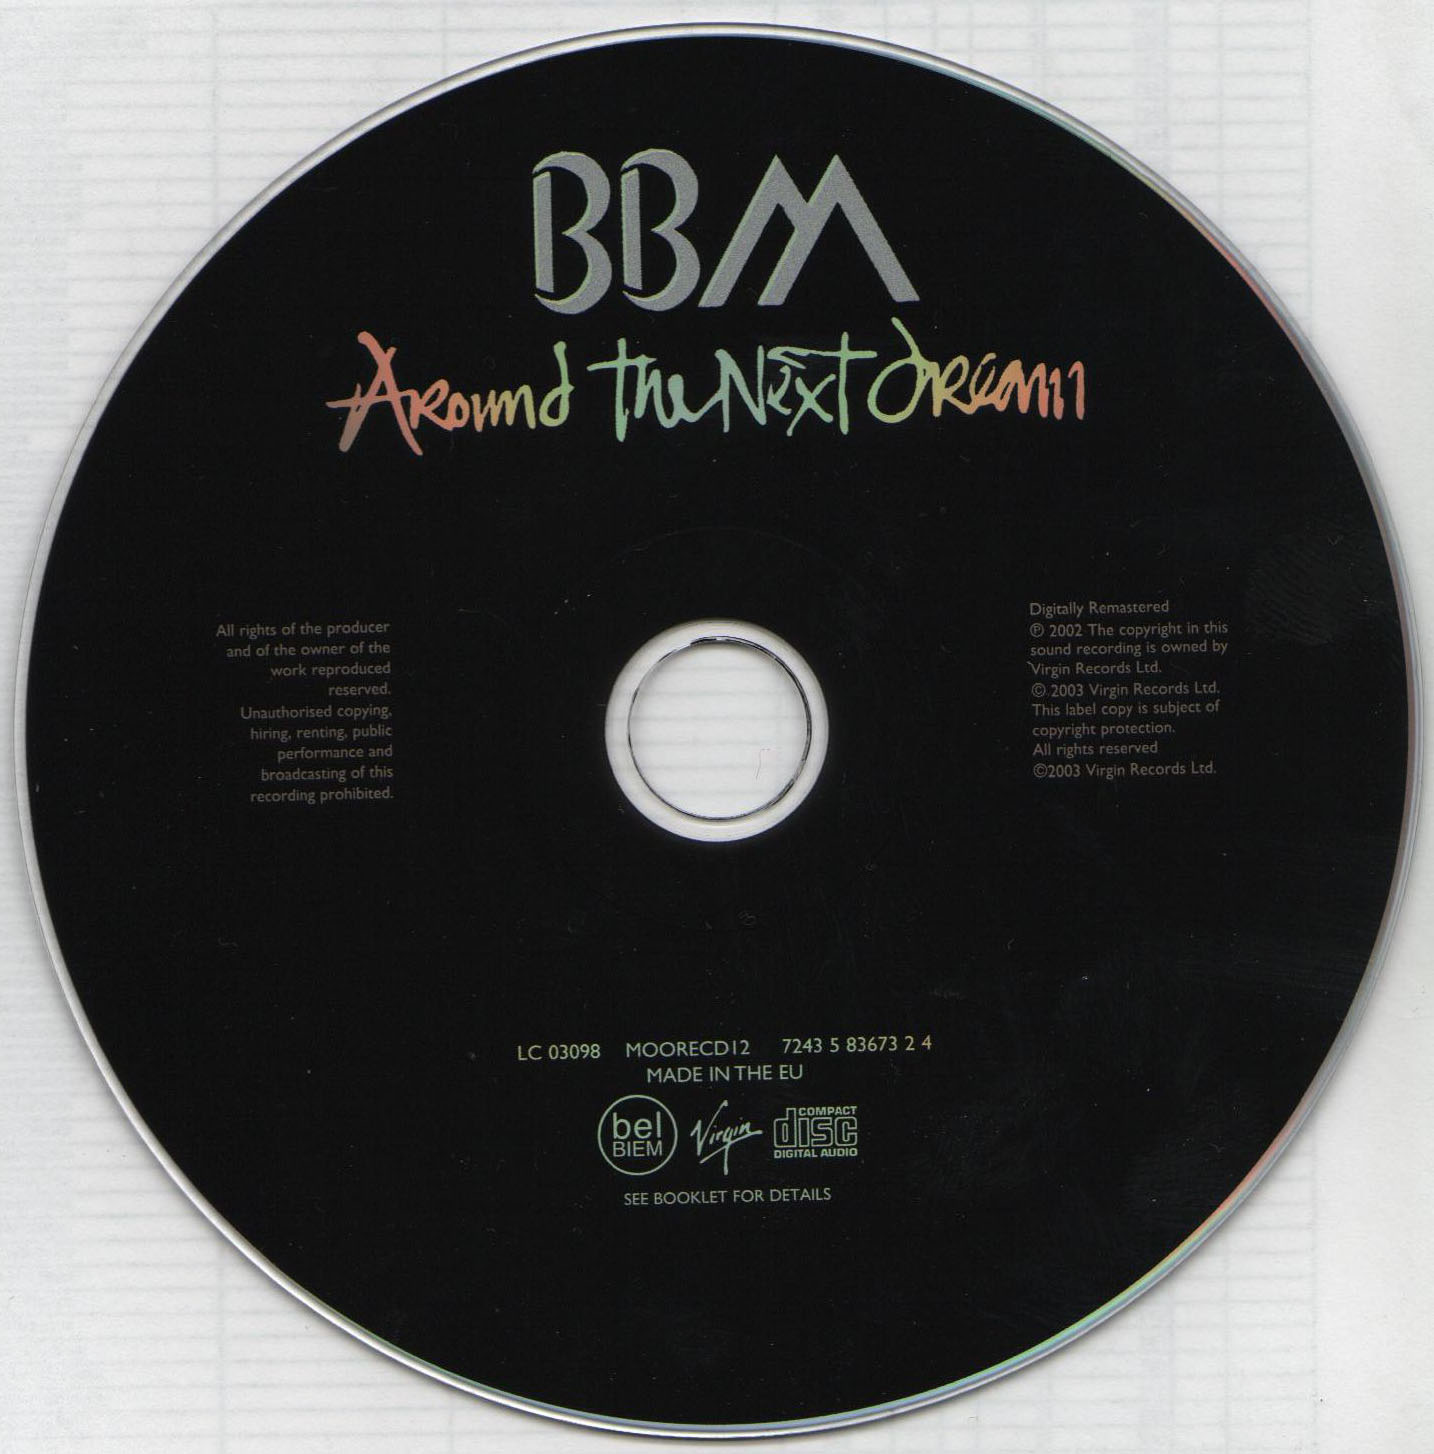 BBM
Around the Next dream
All rights of the producer
and of the owner of the
work reproduced
reserved.
Unauthorised copying,
hiring, renting, public
performance and
broadcasting of this
recording prohibited.
Digitally Remastered
℗ 2002 The copyright in this
sound recording is owned by
Virgin Records Ltd.
© 2003 Virgin Records Ltd.
This label copy is subject of
copyright protection.
All rights reserved
©2003 Virgin Records Ltd.
LC 03098 MOORECD12 7243 5 83673 2 4
MADE IN THE EU
bel
BIEM
Virgin
COMPACT
disc
DIGITAL AUDIO
SEE BOOKLET FOR DETAILS